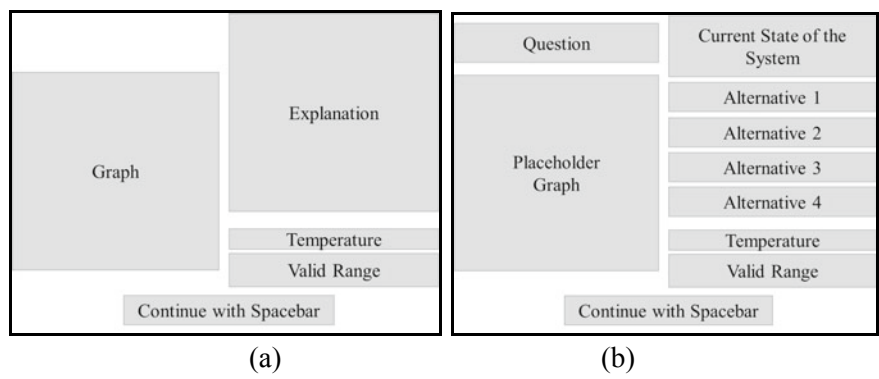 Graph
Explanation
Temperature
Valid Range
Continue with Spacebar
(a)
Question
Placeholder
Graph
Current State of the
System
Alternative 1
Alternative 2
Alternative 3
Alternative 4
Temperature
Valid Range
Continue with Spacebar
(b)